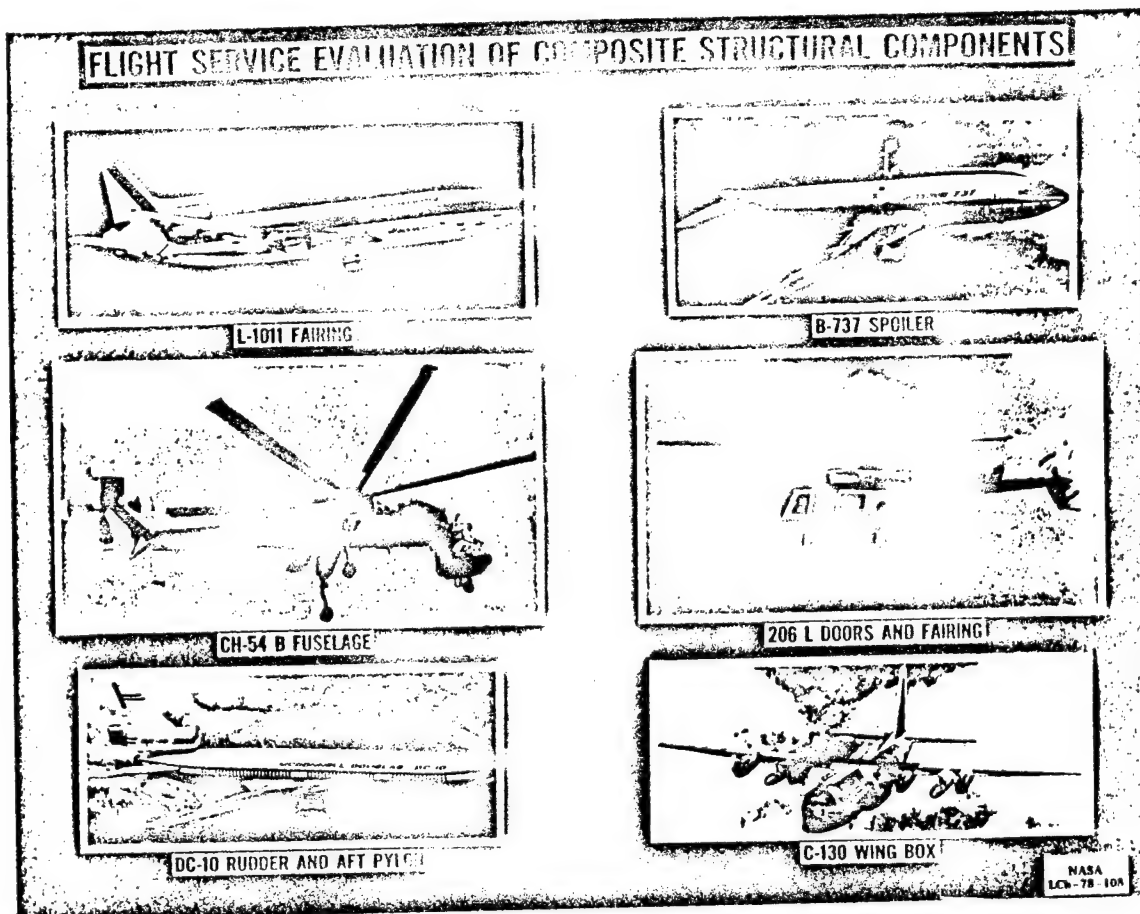 FLIGHT SERVICE EVALUATION OF COMPOSITE STRUCTURAL COMPONENTS
L-1011 FAIRING
B-737 SPOILER
CH-54 B FUSELAGE
206 L DOORS AND FAIRING
DC-10 RUDDER AND AFT PYLON
C-130 WING BOX
NASA